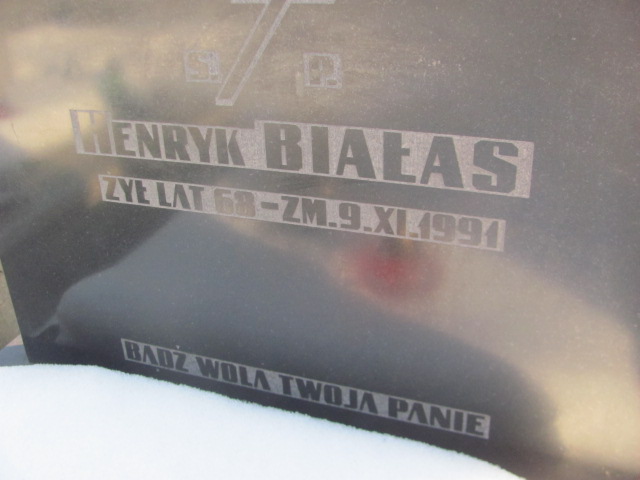 Ś. P.
HENRYK BIAŁAS
ŻYŁ LAT 68-ZM.9.XI.1991
BĄDŹ WOLA TWOJA PANIE